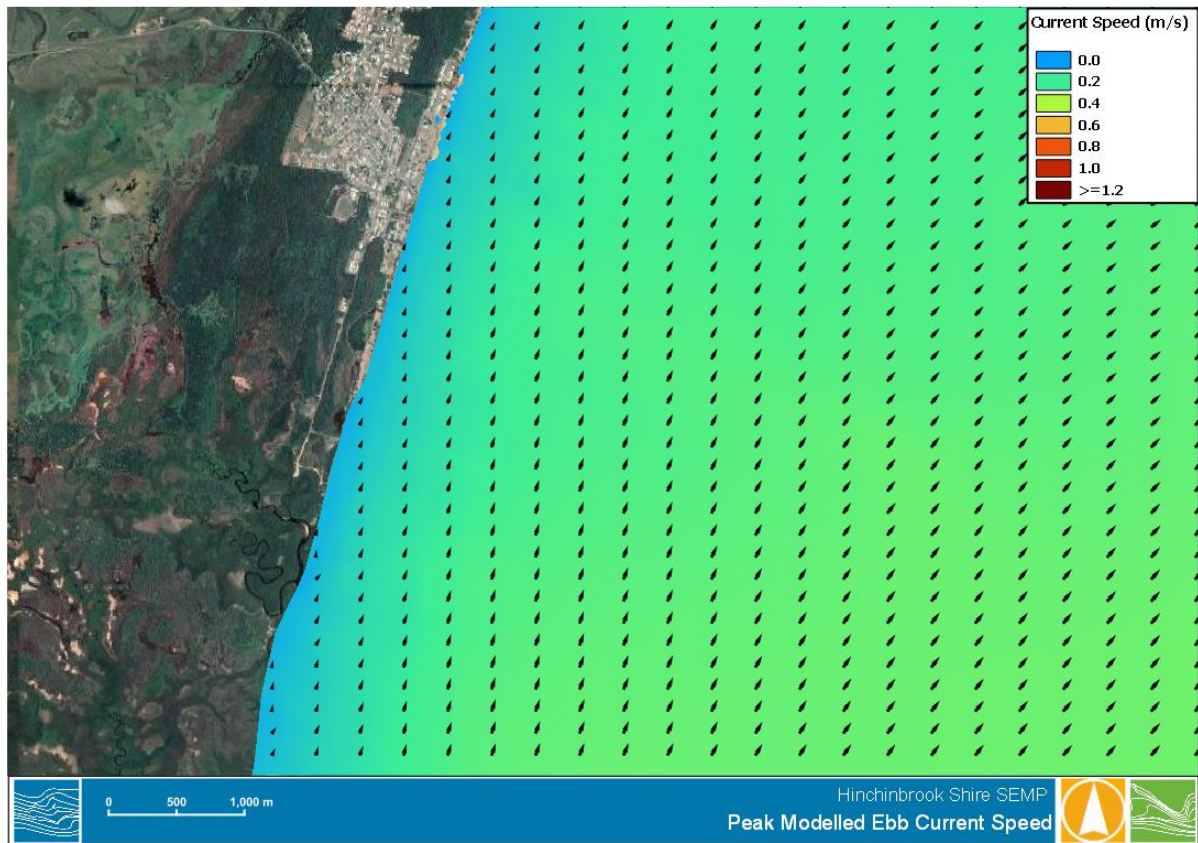 Current Speed (m/s)
0.0
0.2
0.4
0.6
0.8
1.0
>=1.2
0 500 1,000 m
Hinchinbrook Shire SEMP
Peak Modelled Ebb Current Speed